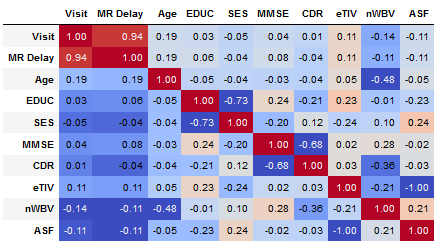 Visit MR Delay Age EDUC SES MMSE CDR eTIV nWBV ASF
Visit 1.00 0.94 0.19 0.03 -0.05 0.04 0.01 0.11 -0.14 -0.11
MR Delay 0.94 1.00 0.19 0.06 -0.04 0.08 -0.04 0.11 -0.11 -0.11
Age 0.19 0.19 1.00 -0.05 -0.04 -0.03 -0.04 0.05 -0.48 -0.05
EDUC 0.03 0.06 -0.05 1.00 -0.73 0.24 -0.21 0.23 -0.01 -0.23
SES -0.05 -0.04 -0.04 -0.73 1.00 -0.20 0.12 -0.24 0.10 0.24
MMSE 0.04 0.08 -0.03 0.24 -0.20 1.00 -0.68 0.02 0.28 -0.02
CDR 0.01 -0.04 -0.04 -0.21 0.12 -0.68 1.00 0.03 -0.36 -0.03
eTIV 0.11 0.11 0.05 0.23 -0.24 0.02 0.03 1.00 -0.21 -1.00
nWBV -0.14 -0.11 -0.48 -0.01 0.10 0.28 -0.36 -0.21 1.00 0.21
ASF -0.11 -0.11 -0.05 -0.23 0.24 -0.02 -0.03 -1.00 0.21 1.00